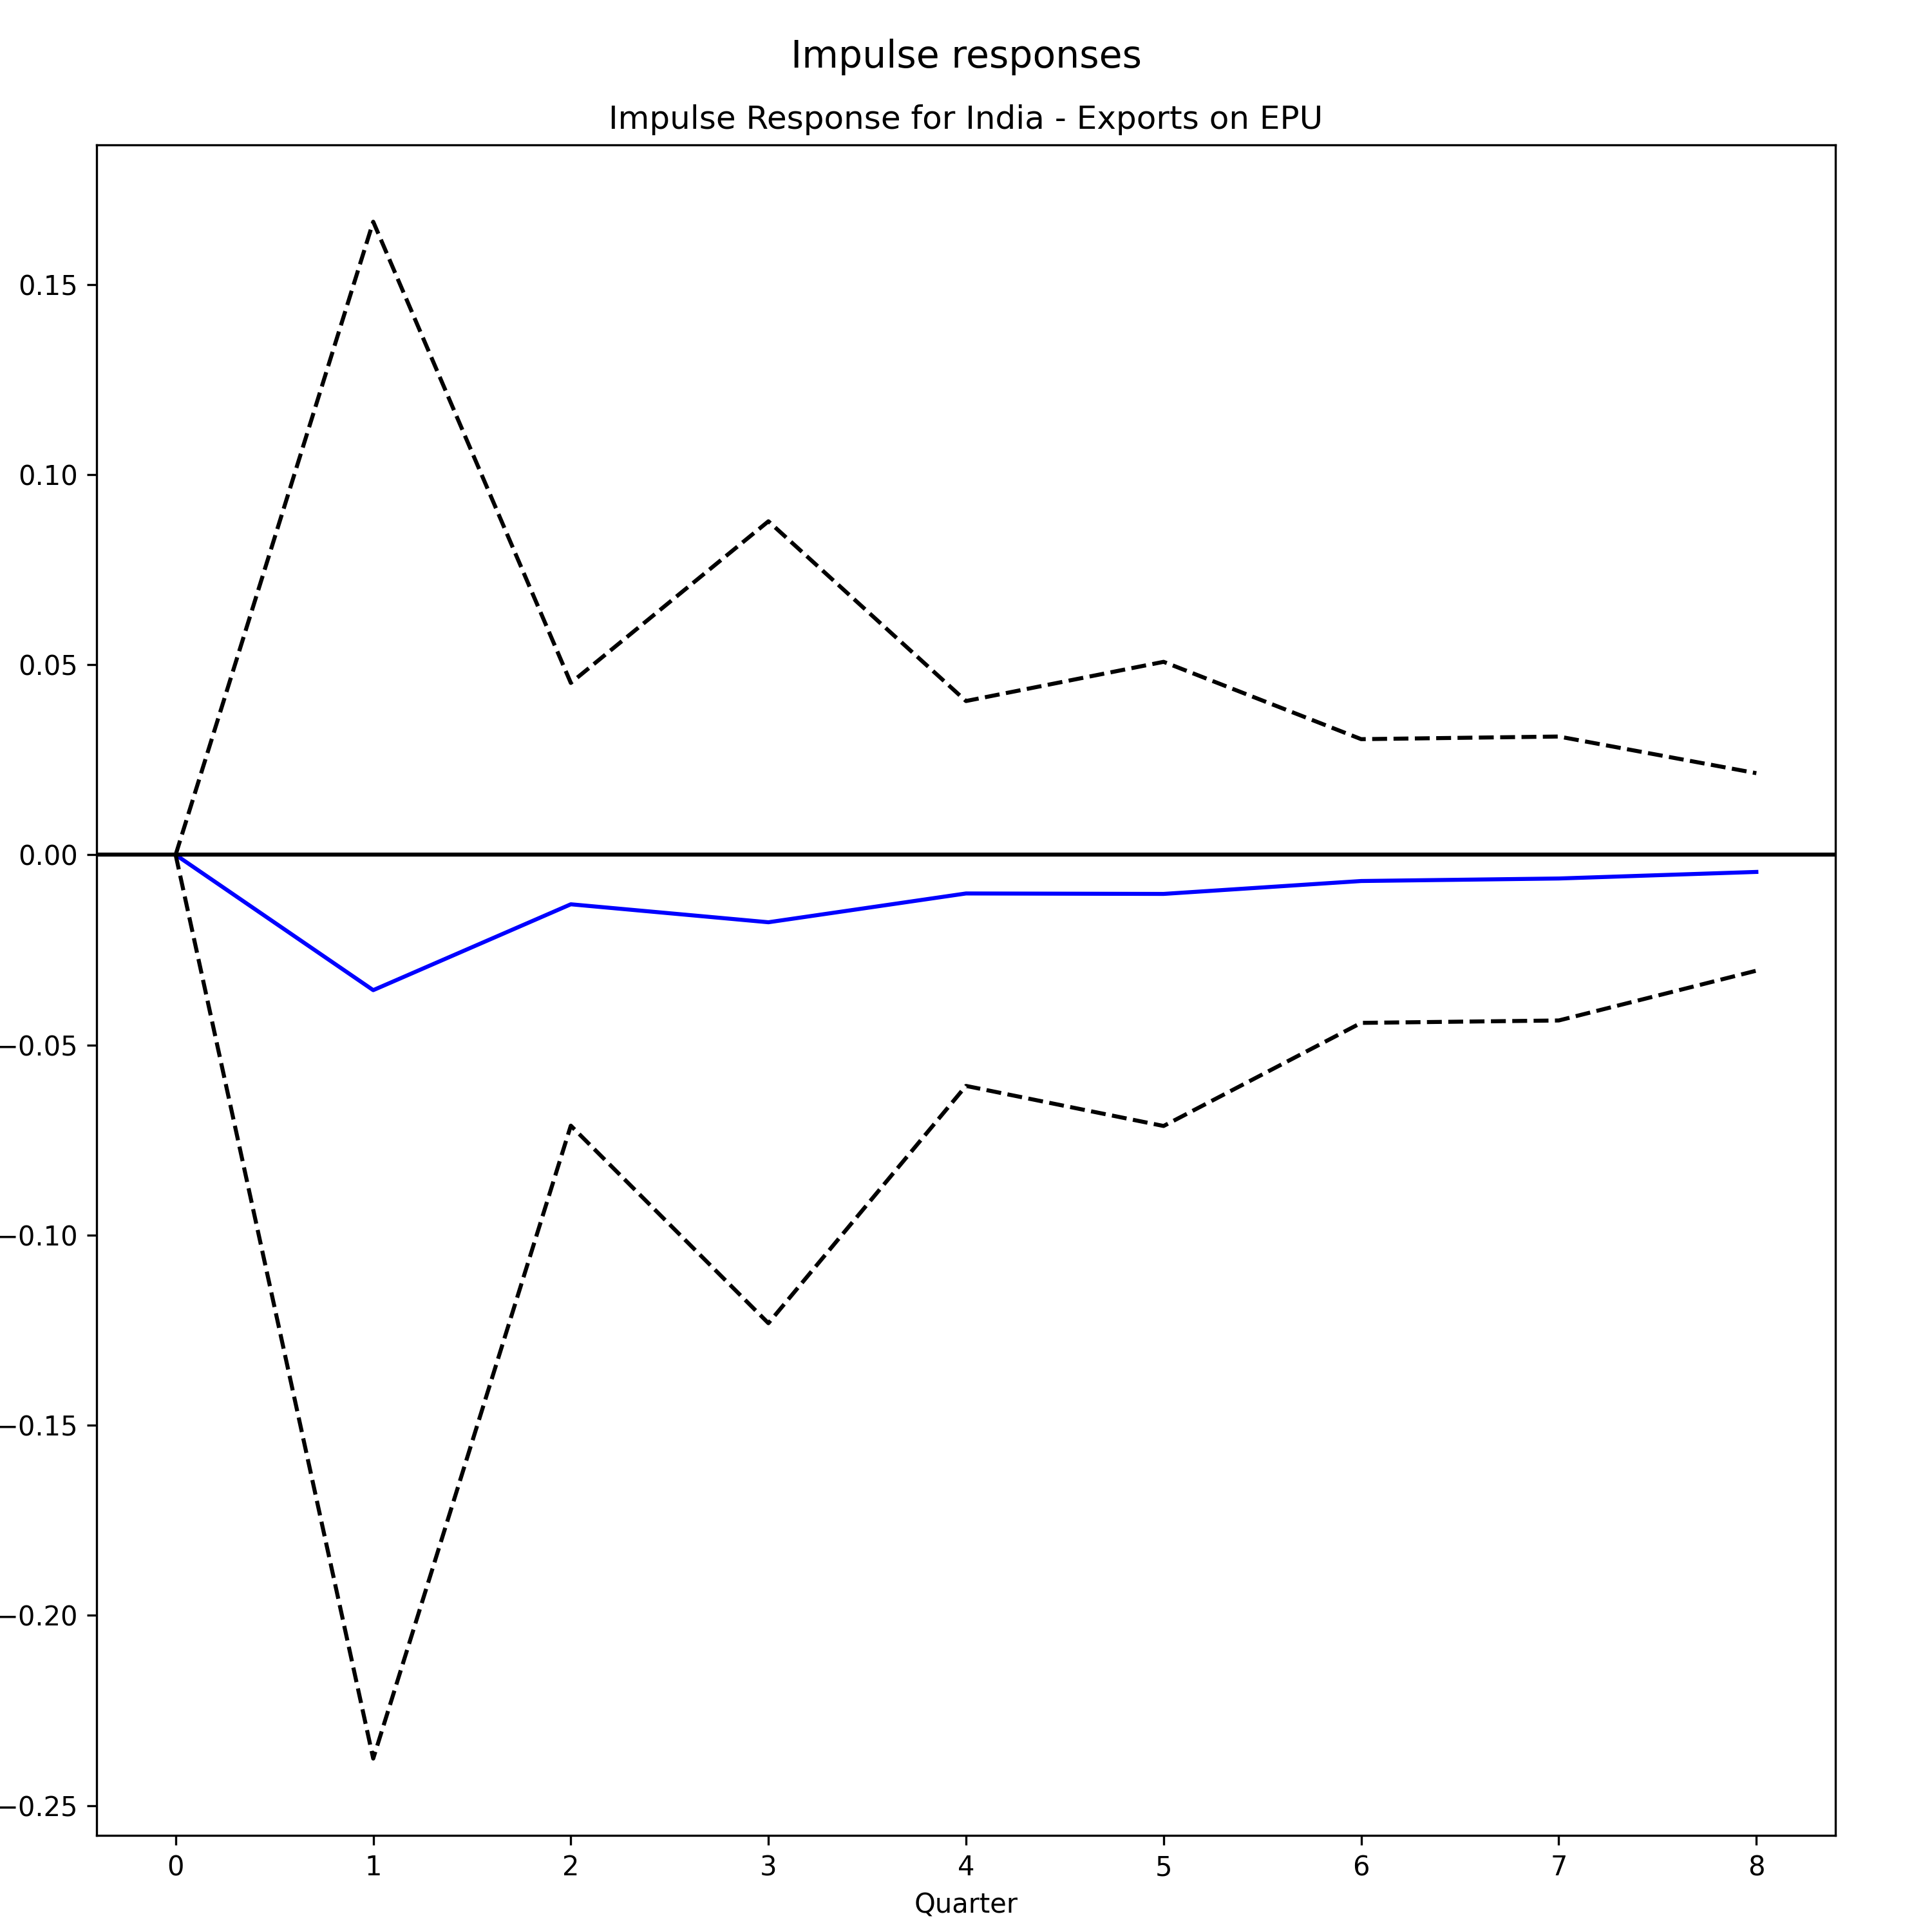 Impulse responses
Impulse Response for India - Exports on EPU
0.15
0.10
0.05
0.00
−0.05
−0.10
−0.15
−0.20
−0.25
0 1 2 3 4 5 6 7 8
Quarter